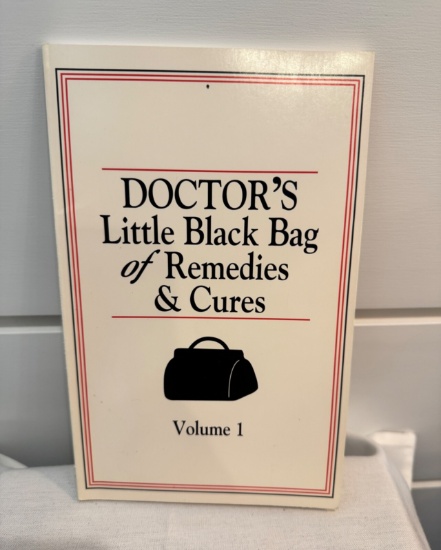 DOCTOR'S
Little Black Bag
of Remedies
& Cures
Volume 1